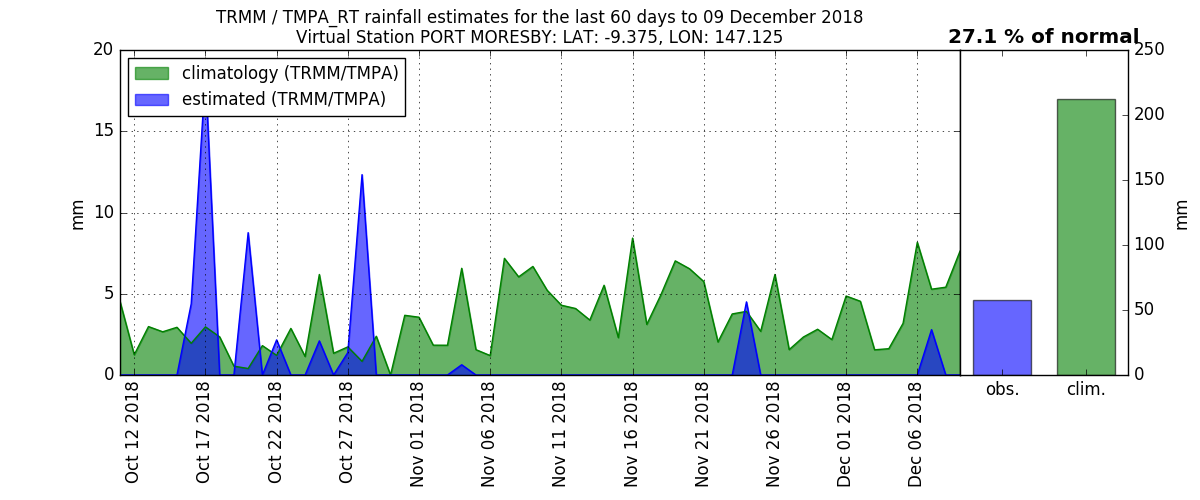 TRMM / TMPA_RT rainfall estimates for the last 60 days to 09 December 2018
Virtual Station PORT MORESBY: LAT: -9.375, LON: 147.125
27.1 % of normal
climatology (TRMM/TMPA)
estimated (TRMM/TMPA)
20
15
10
5
0
mm
250
200
150
100
50
0
mm
Oct 12 2018
Oct 17 2018
Oct 22 2018
Oct 27 2018
Nov 01 2018
Nov 06 2018
Nov 11 2018
Nov 16 2018
Nov 21 2018
Nov 26 2018
Dec 01 2018
Dec 06 2018
obs.
clim.